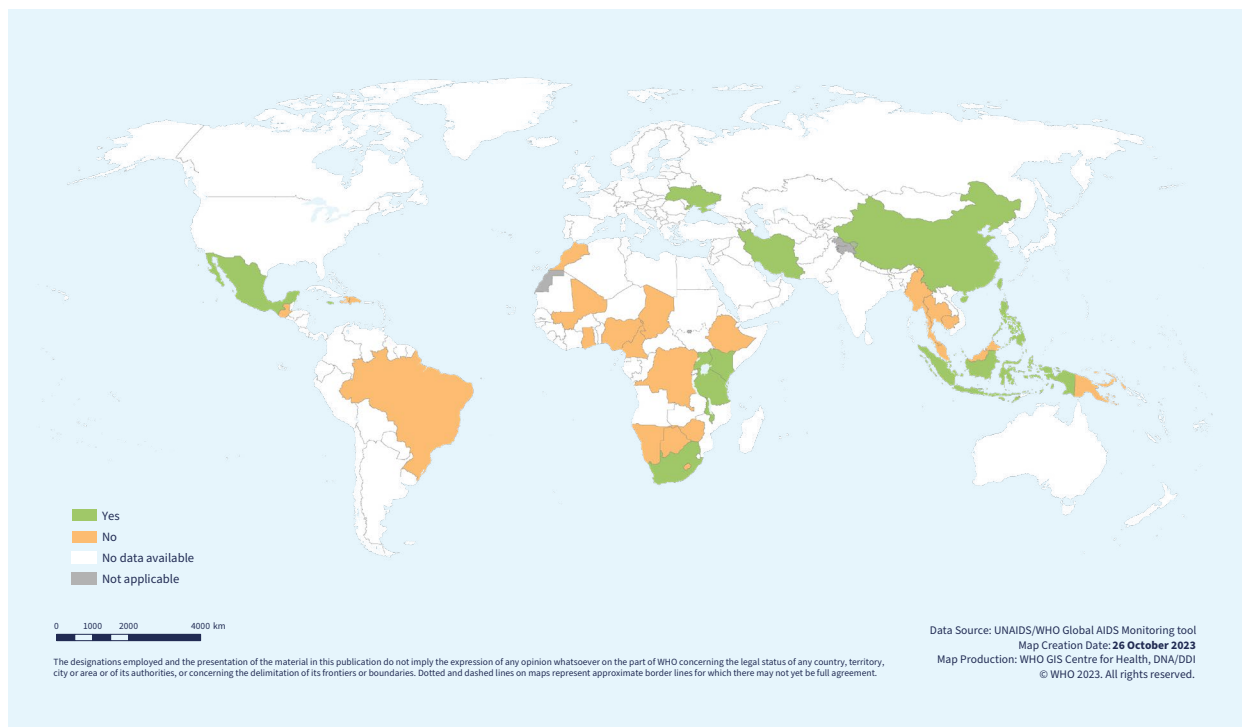 Yes
No
No data available
Not applicable
0 1000 2000 4000 km
Data Source: UNAIDS/WHO Global AIDS Monitoring tool
Map Creation Date: 26 October 2023
Map Production: WHO GIS Centre for Health, DNA/DDI
© WHO 2023. All rights reserved.
The designations employed and the presentation of the material in this publication do not imply the expression of any opinion whatsoever on the part of WHO concerning the legal status of any country, territory,
city or area or of its authorities, or concerning the delimitation of its frontiers or boundaries. Dotted and dashed lines on maps represent approximate border lines for which there may not yet be full agreement.